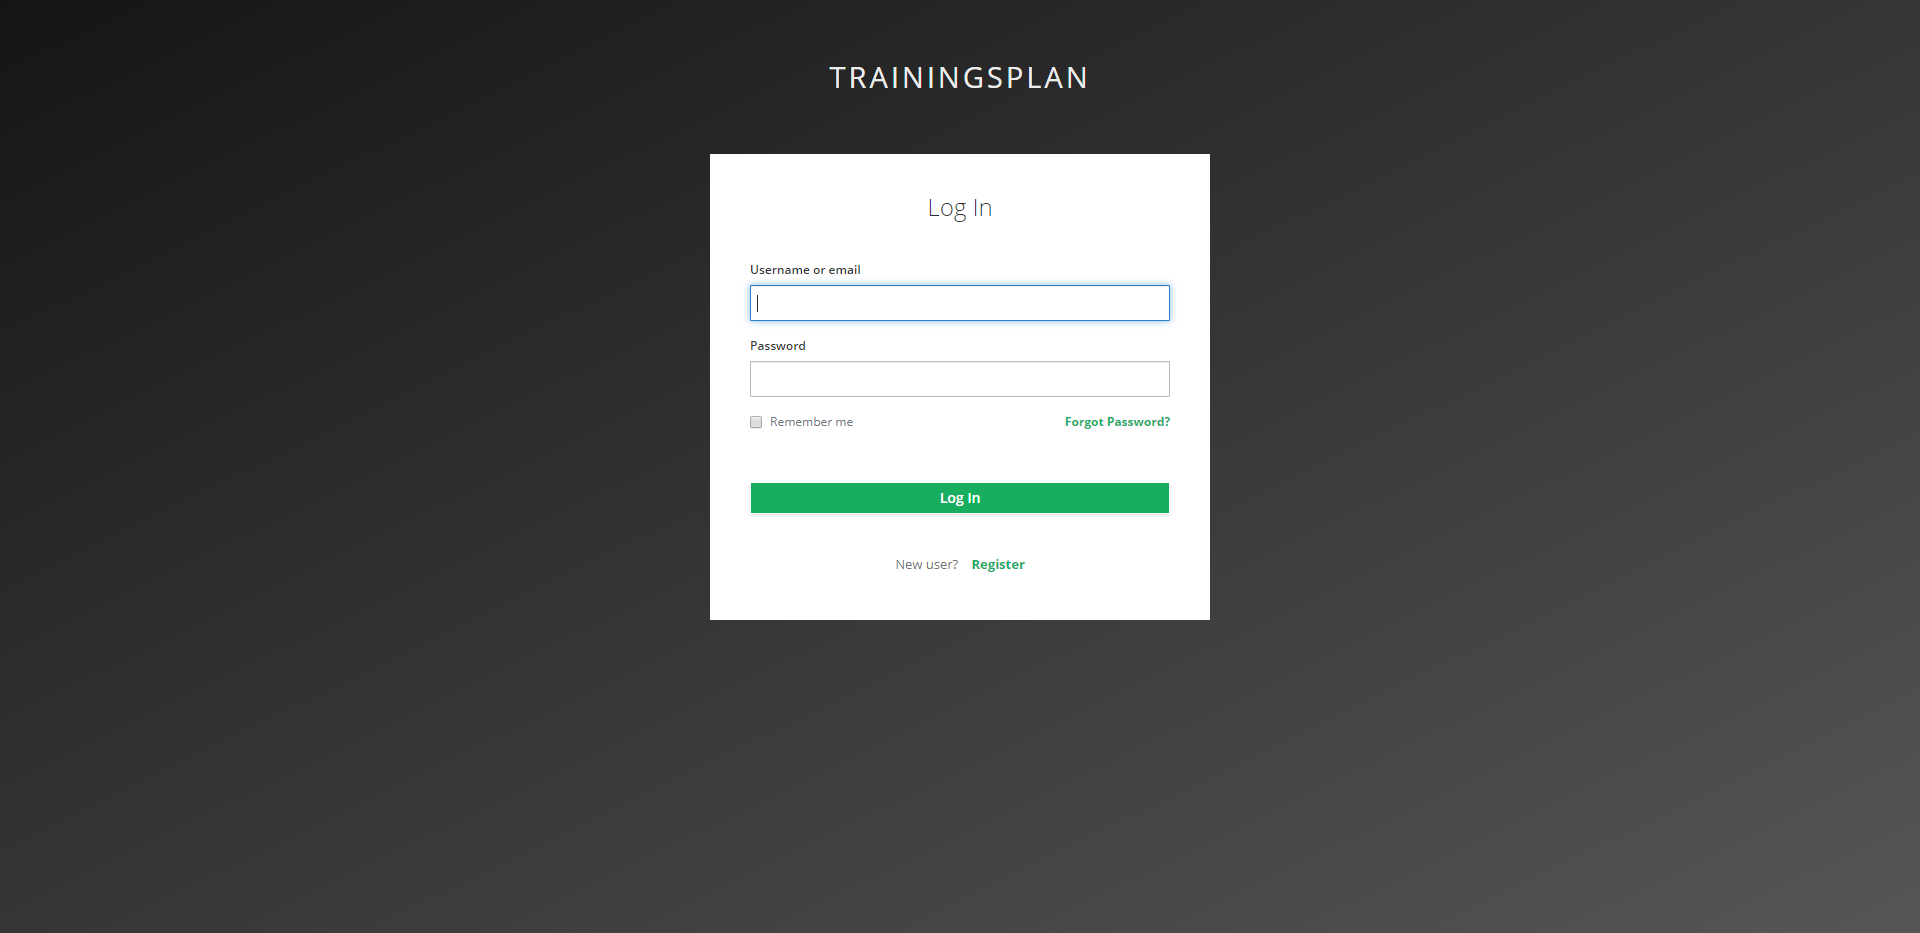 TRAININGSPLAN
Log In
Username or email
Password
Remember me Forgot Password?
Log In
New user? Register